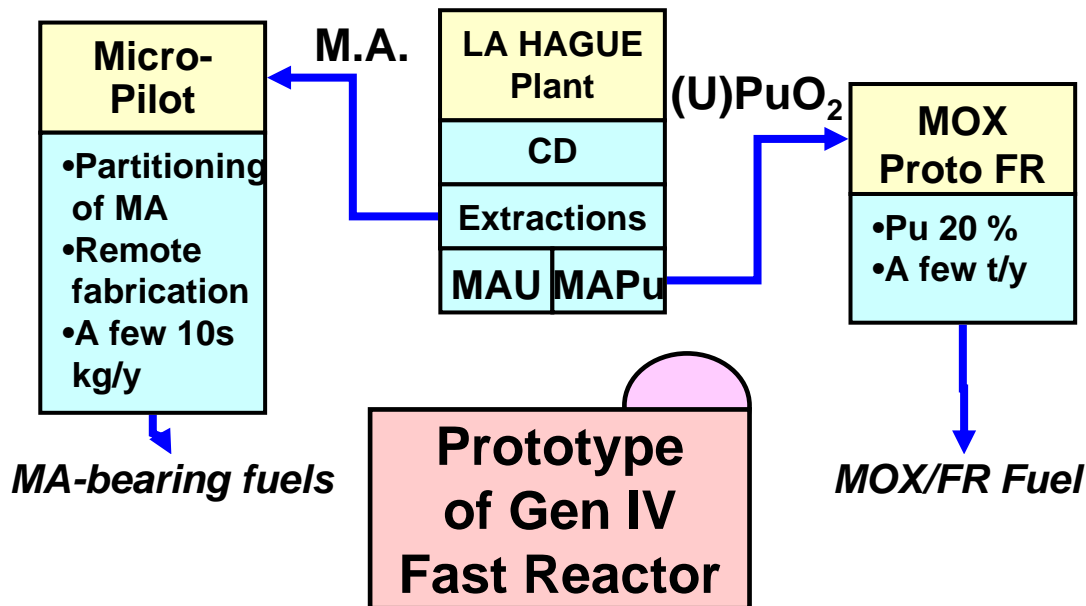 Micro-
Pilot
•Partitioning
of MA
•Remote
fabrication
•A few 10s
kg/y
MA-bearing fuels
M.A.
LA HAGUE
Plant
CD
Extractions
MAU MAPu
(U)PuO₂
MOX
Proto FR
•Pu 20 %
•A few t/y
MOX/FR Fuel
Prototype
of Gen IV
Fast Reactor